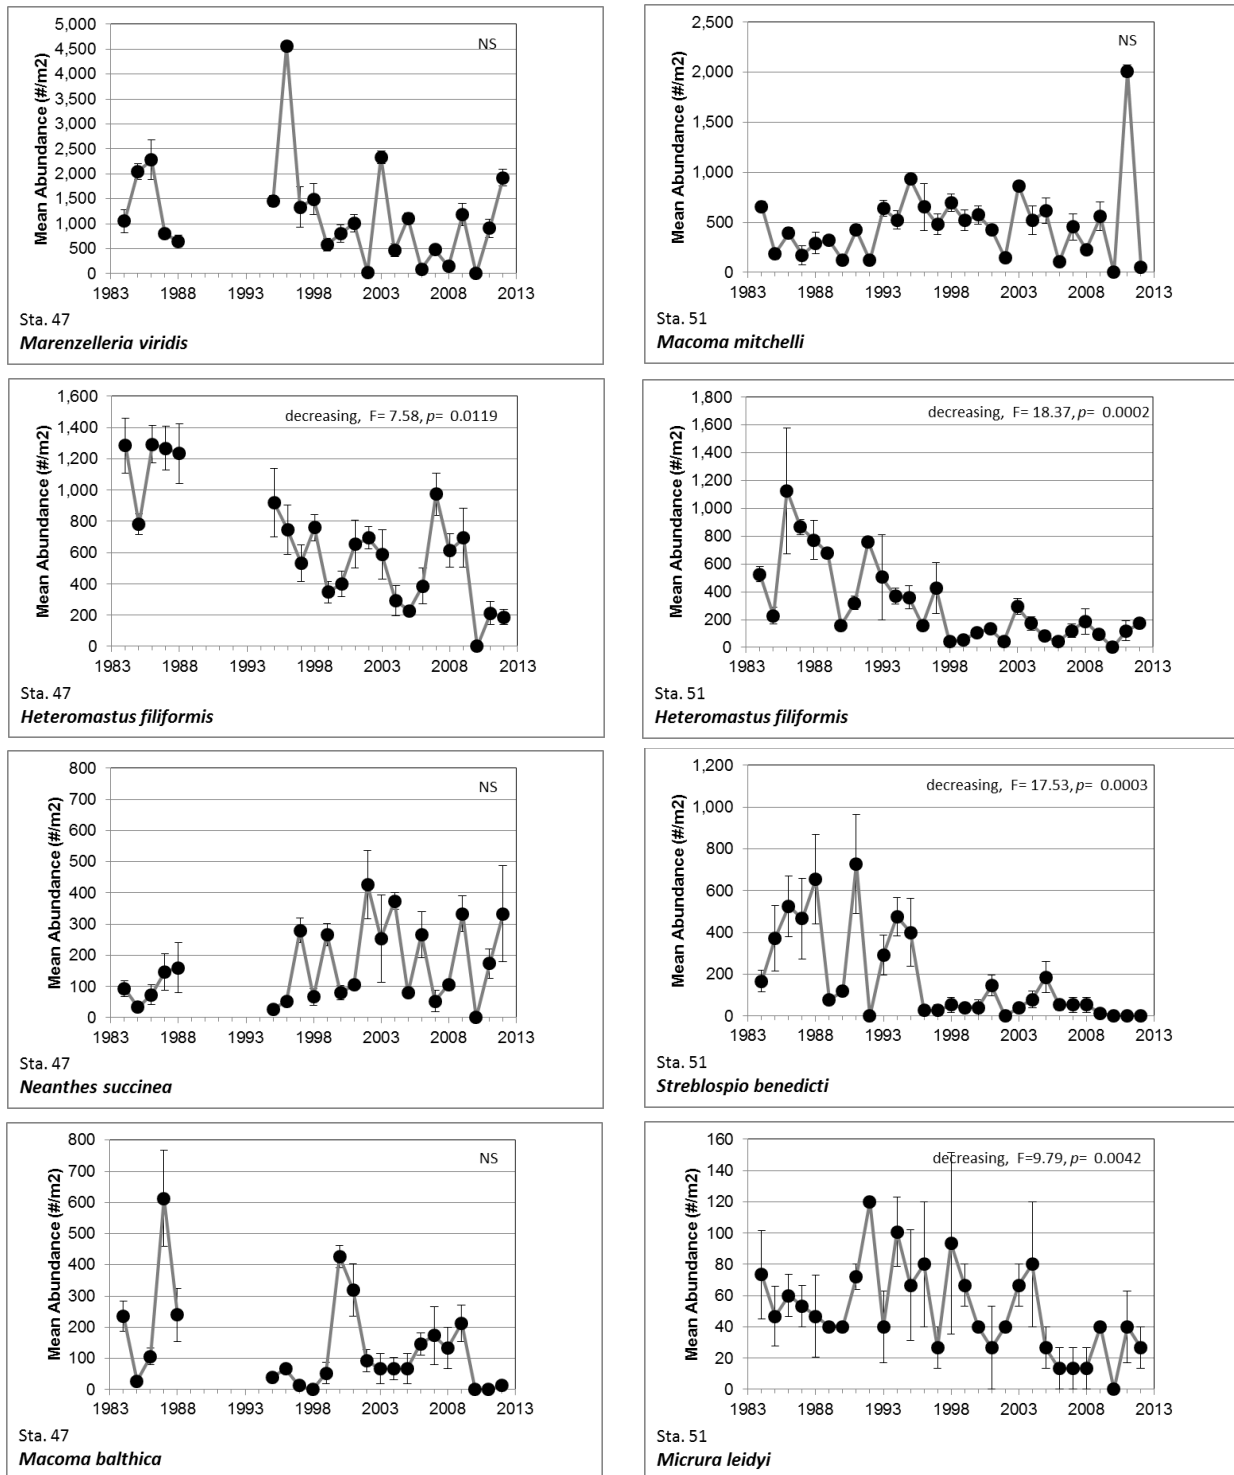 5,000
4,500
4,000
3,500
3,000
2,500
2,000
1,500
1,000
500
0
Mean Abundance (#/m2)
NS
1983 1988 1993 1998 2003 2008 2013
Sta. 47
Marenzelleria viridis
2,500
2,000
1,500
1,000
500
0
Mean Abundance (#/m2)
NS
1983 1988 1993 1998 2003 2008 2013
Sta. 51
Macoma mitchelli
1,600
1,400
1,200
1,000
800
600
400
200
0
Mean Abundance (#/m2)
decreasing, F= 7.58, p= 0.0119
1983 1988 1993 1998 2003 2008 2013
Sta. 47
Heteromastus filiformis
1,800
1,600
1,400
1,200
1,000
800
600
400
200
0
Mean Abundance (#/m2)
decreasing, F= 18.37, p= 0.0002
1983 1988 1993 1998 2003 2008 2013
Sta. 51
Heteromastus filiformis
800
700
600
500
400
300
200
100
0
Mean Abundance (#/m2)
NS
1983 1988 1993 1998 2003 2008 2013
Sta. 47
Neanthes succinea
1,200
1,000
800
600
400
200
0
Mean Abundance (#/m2)
decreasing, F= 17.53, p= 0.0003
1983 1988 1993 1998 2003 2008 2013
Sta. 51
Streblospio benedicti
800
700
600
500
400
300
200
100
0
Mean Abundance (#/m2)
NS
1983 1988 1993 1998 2003 2008 2013
Sta. 47
Macoma balthica
160
140
120
100
80
60
40
20
0
Mean Abundance (#/m2)
decreasing, F=9.79, p= 0.0042
1983 1988 1993 1998 2003 2008 2013
Sta. 51
Micrura leidyi